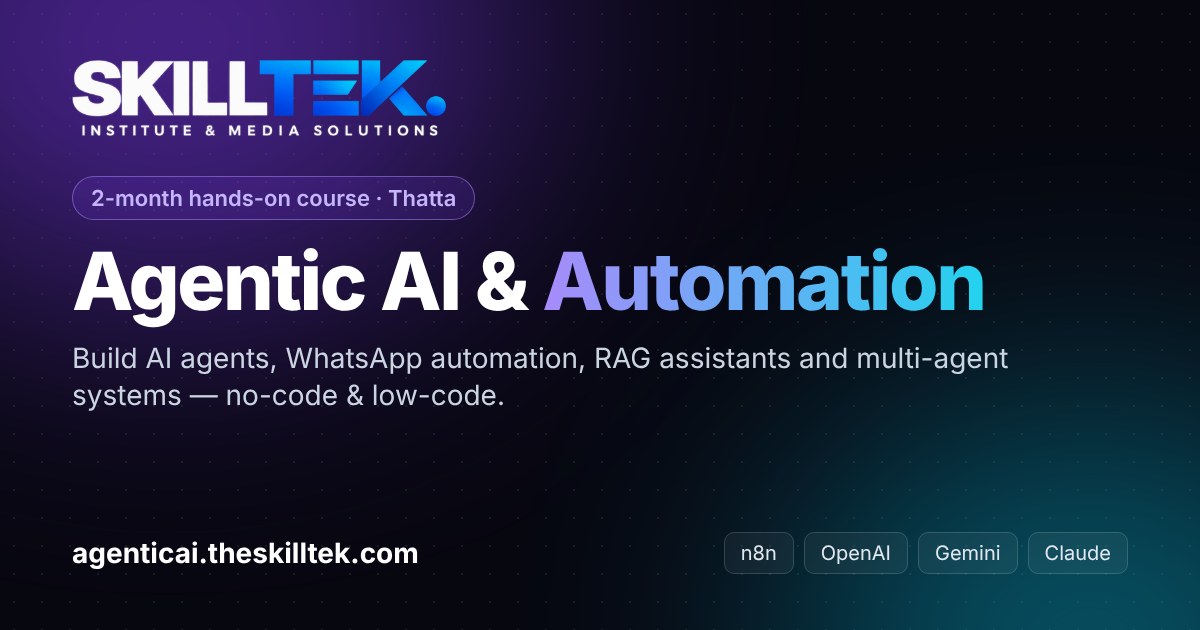 SKILLTEK.
INSTITUTE & MEDIA SOLUTIONS
2-month hands-on course · Thatta
Agentic AI & Automation
Build AI agents, WhatsApp automation, RAG assistants and multi-agent
systems — no-code & low-code.
agenticai.theskilltek.com
n8n OpenAI Gemini Claude